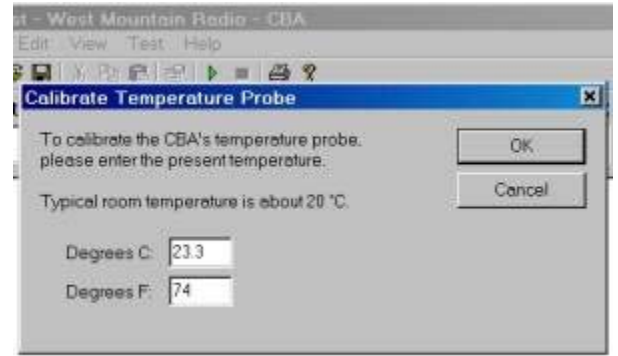 st - West Mountain Radio - CBA
Edit View Test Help
Calibrate Temperature Probe
To calibrate the CBA's temperature probe,
please enter the present temperature.
OK
Cancel
Typical room temperature is about 20 °C.
Degrees C: 23.3
Degrees F: 74